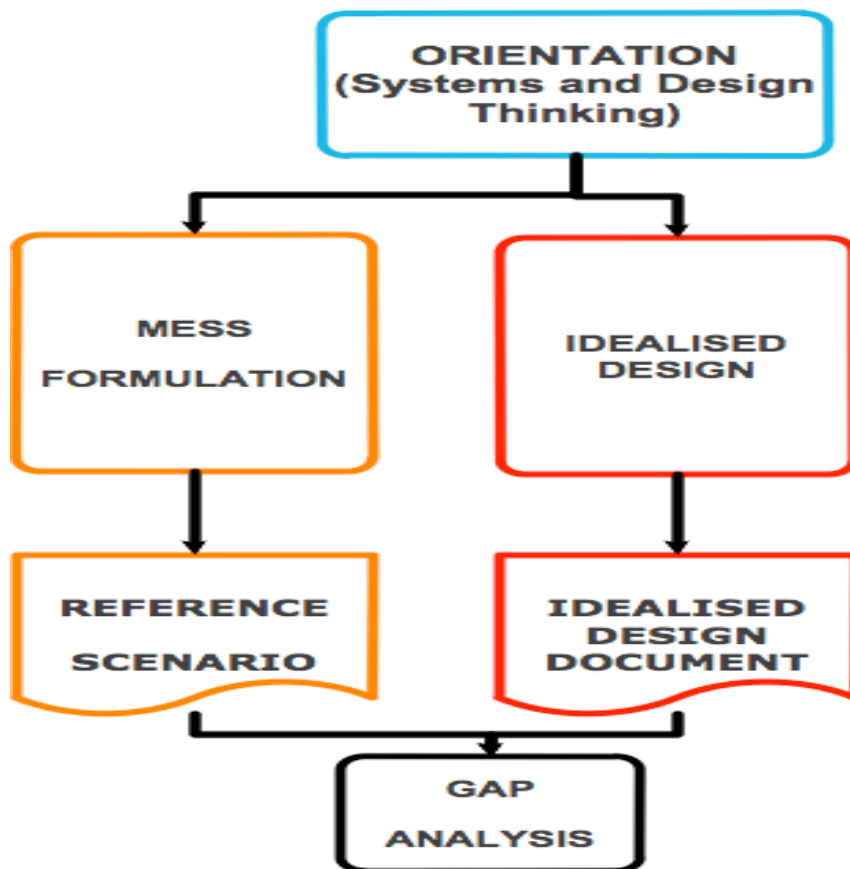 ORIENTATION
(Systems and Design
Thinking)
MESS
FORMULATION
IDEALISED
DESIGN
REFERENCE
SCENARIO
IDEALISED
DESIGN
DOCUMENT
GAP
ANALYSIS